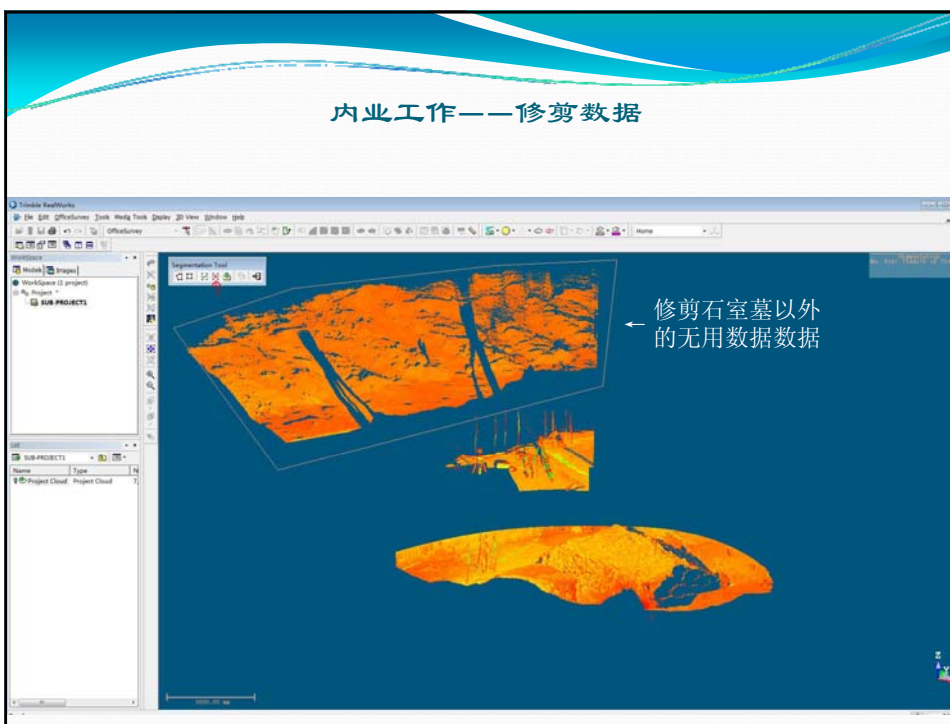 内业工作——修剪数据
Trimble RealWorks
File Edit OfficeSurvey Tools Media Tools Display 3D View Window Help
OfficeSurvey
Home
WorkSpace
Models Images
WorkSpace (1 project)
Project *
SUB-PROJECT1
Segmentation Tool
修剪石室墓以外
的无用数据数据
SUB-PROJECT1
Name Type N
Project Cloud Project Cloud 7,
Z